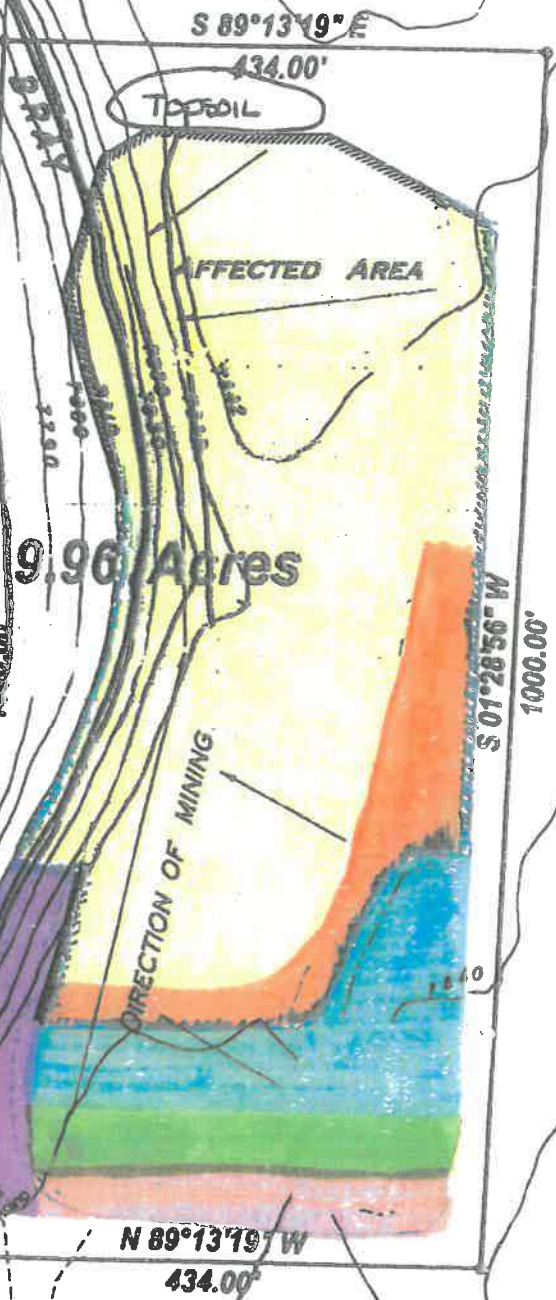 S 89°13'19" E
434.00'
TOPSOIL
BRAY
AFFECTED AREA
9.96 Acres
S 01°28'56" W
1000.00'
DIRECTION OF MINING
N 89°13'19" W
434.00'